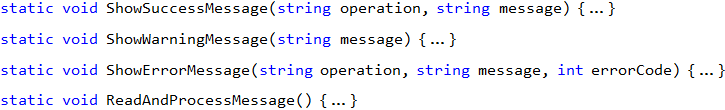 static void ShowSuccessMessage(string operation, string message) {...}
static void ShowWarningMessage(string message) {...}
static void ShowErrorMessage(string operation, string message, int errorCode) {...}
static void ReadAndProcessMessage() {...}